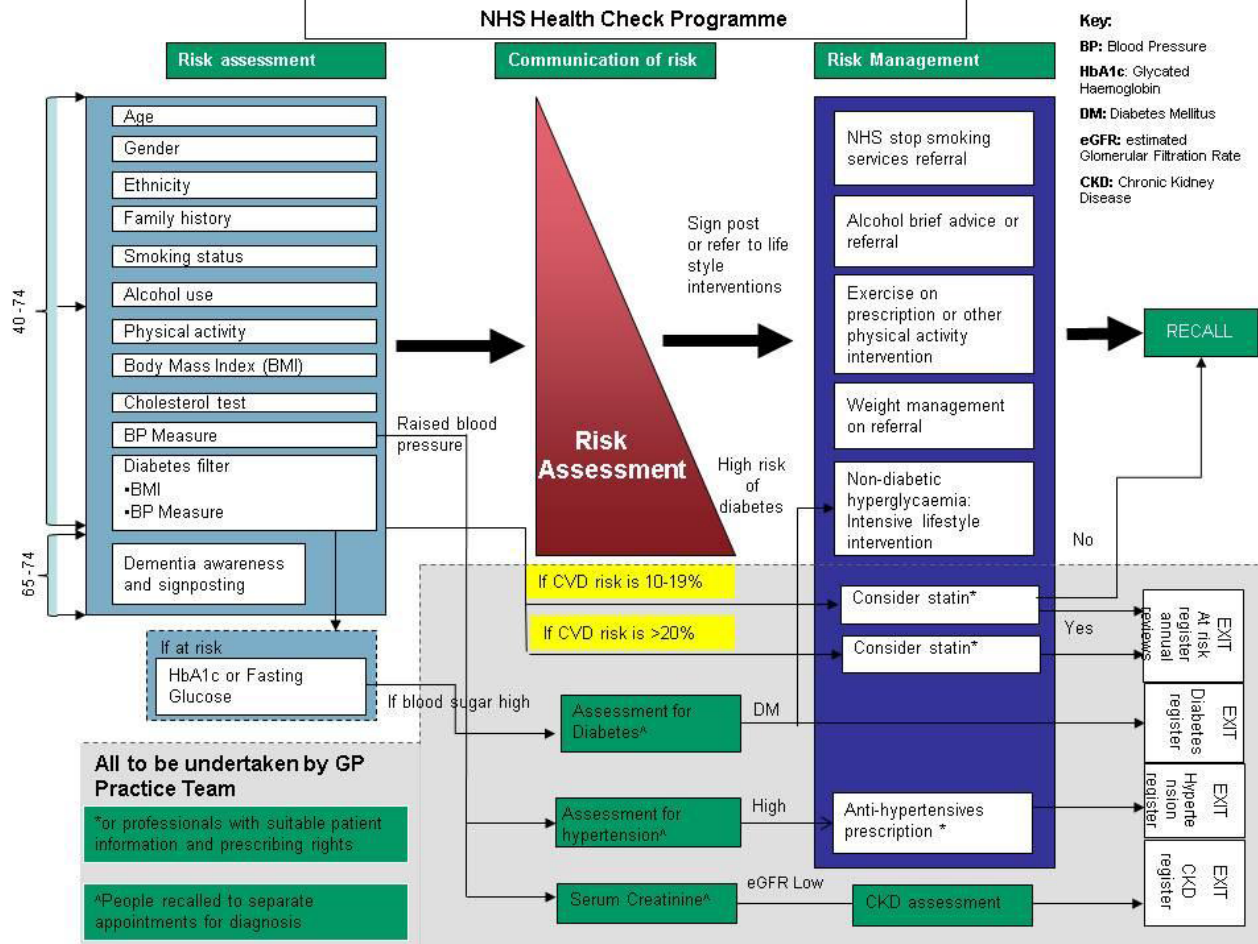 NHS Health Check Programme
Risk assessment
Communication of risk
Risk Management
Key:
BP: Blood Pressure
HbA1c: Glycated
Haemoglobin
DM: Diabetes Mellitus
eGFR: estimated
Glomerular Filtration Rate
CKD: Chronic Kidney
Disease
40-74
65-74
Age
Gender
Ethnicity
Family history
Smoking status
Alcohol use
Physical activity
Body Mass Index (BMI)
Cholesterol test
BP Measure
Diabetes filter
▪BMI
▪BP Measure
Dementia awareness
and signposting
If at risk
HbA1c or Fasting
Glucose
Raised blood
pressure
If blood sugar high
Risk
Assessment
Sign post
or refer to life
style
interventions
High risk
of
diabetes
If CVD risk is 10-19%
If CVD risk is >20%
Assessment for
Diabetes^
DM
Assessment for
hypertension^
High
Serum Creatinine^
eGFR Low
NHS stop smoking
services referral
Alcohol brief advice or
referral
Exercise on
prescription or other
physical activity
intervention
Weight management
on referral
Non-diabetic
hyperglycaemia:
Intensive lifestyle
intervention
Consider statin*
Consider statin*
Anti-hypertensives
prescription *
CKD assessment
RECALL
No
Yes
EXIT
At risk
register
annual
reviews
EXIT
Diabetes
register
EXIT
Hyperte
nsion
register
EXIT
CKD
register
All to be undertaken by GP
Practice Team
*or professionals with suitable patient
information and prescribing rights
^People recalled to separate
appointments for diagnosis